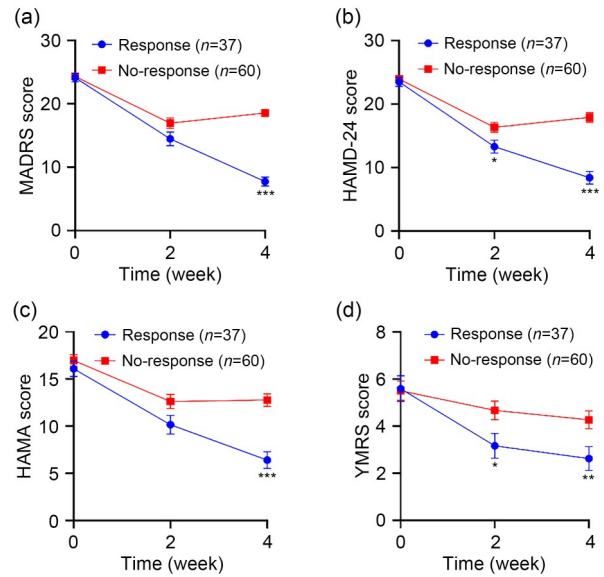 (a)
Response (n=37)
No-response (n=60)
30
20
10
0
MADRS score
***
0 2 4
Time (week)
(b)
Response (n=37)
No-response (n=60)
30
20
10
0
HAMD-24 score
*
***
0 2 4
Time (week)
(c)
Response (n=37)
No-response (n=60)
20
15
10
5
0
HAMA score
***
0 2 4
Time (week)
(d)
Response (n=37)
No-response (n=60)
8
6
4
2
0
YMRS score
*
**
0 2 4
Time (week)